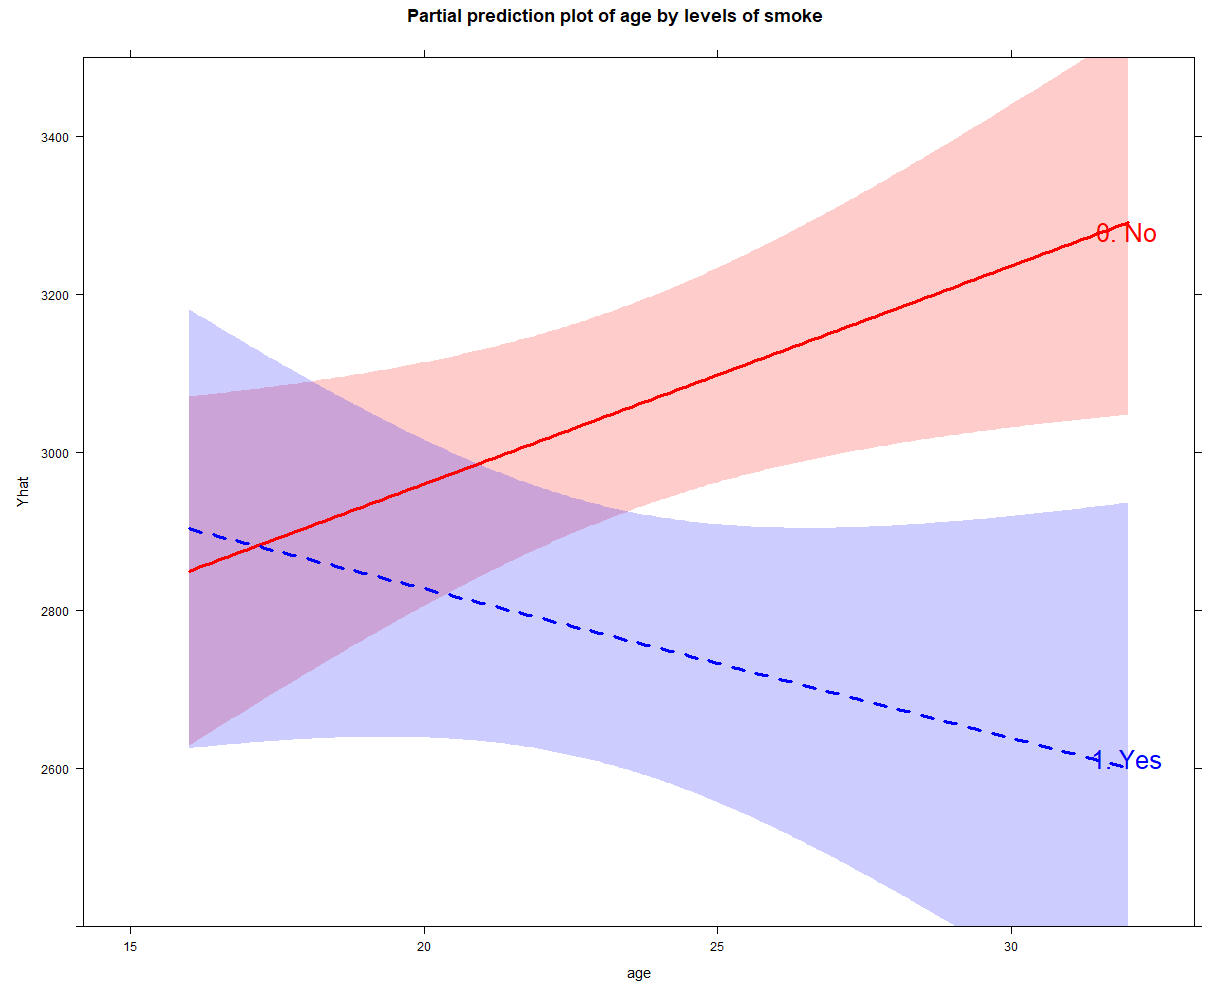 Partial prediction plot of age by levels of smoke
3400
3200
3000
2800
2600
Yhat
0. No
1. Yes
15 20 25 30
age